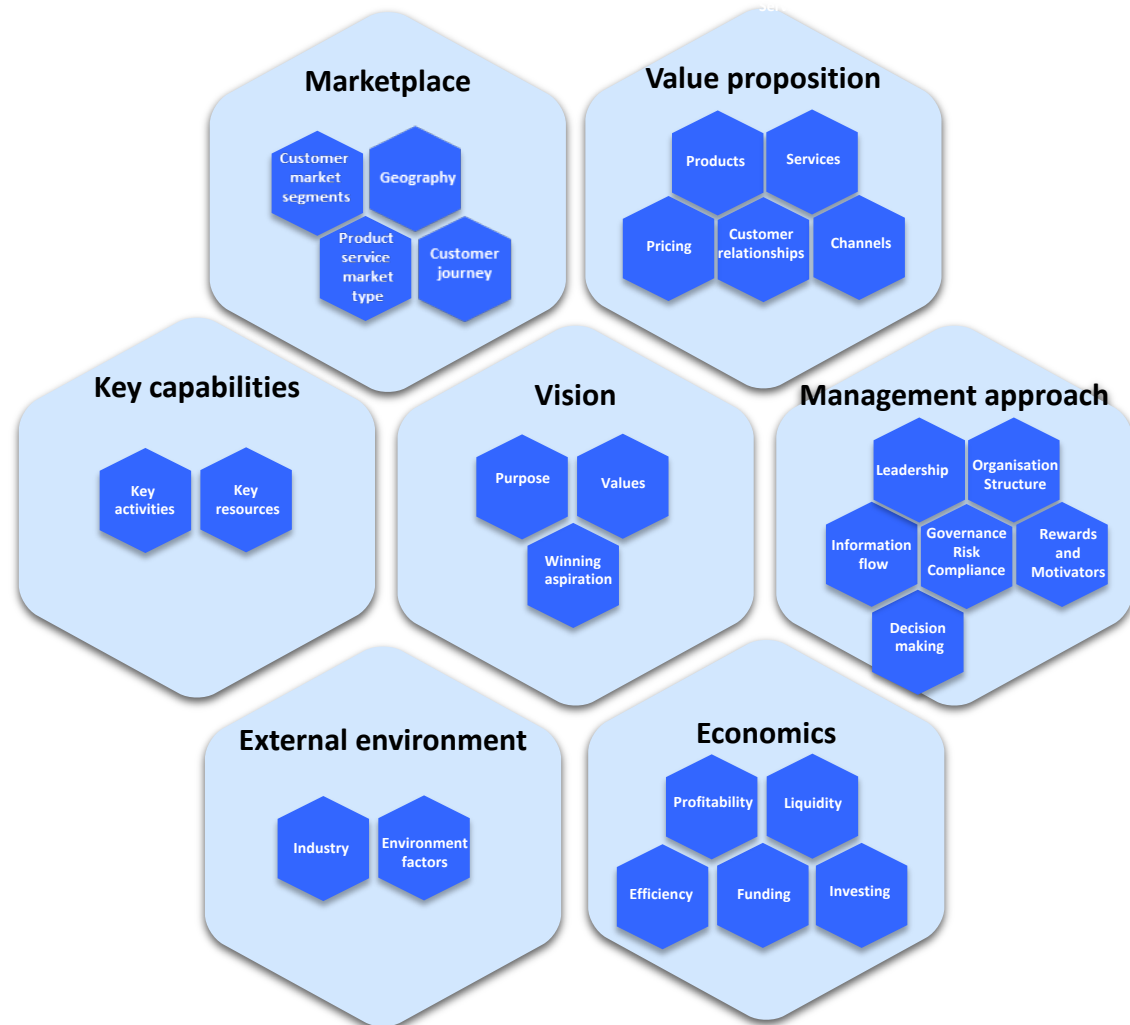 Marketplace
Customer
market
segments
Geography
Product
service
market
type
Customer
journey
Value proposition
Products
Services
Pricing
Customer
relationships
Channels
Key capabilities
Key
activities
Key
resources
Vision
Purpose
Values
Winning
aspiration
Management approach
Leadership
Organisation
Structure
Information
flow
Governance
Risk
Compliance
Rewards
and
Motivators
Decision
making
External environment
Industry
Environment
factors
Economics
Profitability
Liquidity
Efficiency
Funding
Investing